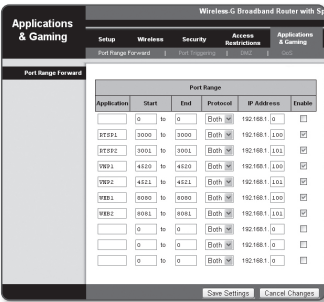 Wireless-G Broadband Router with Sp
Applications & Gaming
Setup Wireless Security Access Restrictions Applications & Gaming
Port Range Forward | Port Triggering | DMZ | QoS
Port Range Forward
Port Range
Application Start End Protocol IP Address Enable
0 to 0 Both 192.168.1. 0
RTSP1 3000 to 3000 Both 192.168.1. 100
RTSP2 3001 to 3001 Both 192.168.1. 101
VNP1 4520 to 4520 Both 192.168.1. 100
VNP2 4521 to 4521 Both 192.168.1. 101
WEB1 8080 to 8080 Both 192.168.1. 100
WEB2 8081 to 8081 Both 192.168.1. 101
0 to 0 Both 192.168.1. 0
0 to 0 Both 192.168.1. 0
0 to 0 Both 192.168.1. 0
Save Settings Cancel Changes